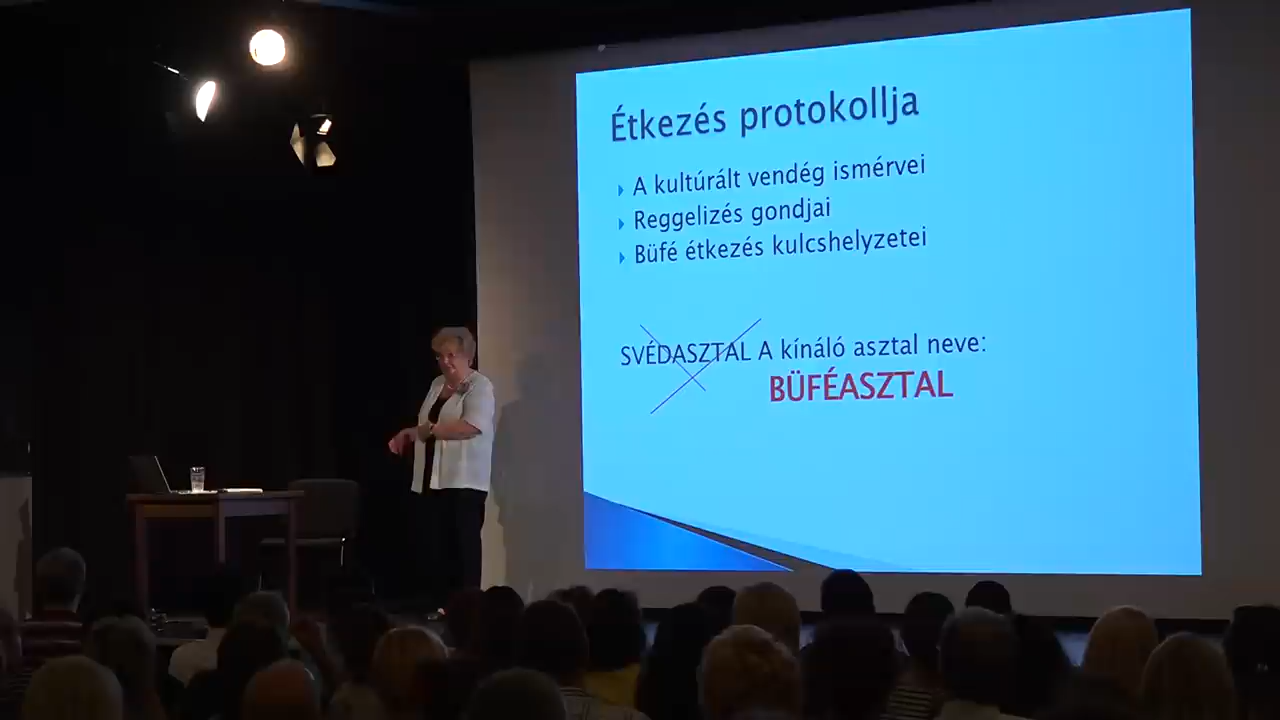 Étkezés protokollja
A kultúrált vendég ismérvei
Reggelizés gondjai
Büfé étkezés kulcshelyzetei
SVÉDASZTAL A kínáló asztal neve:
BÜFÉASZTAL